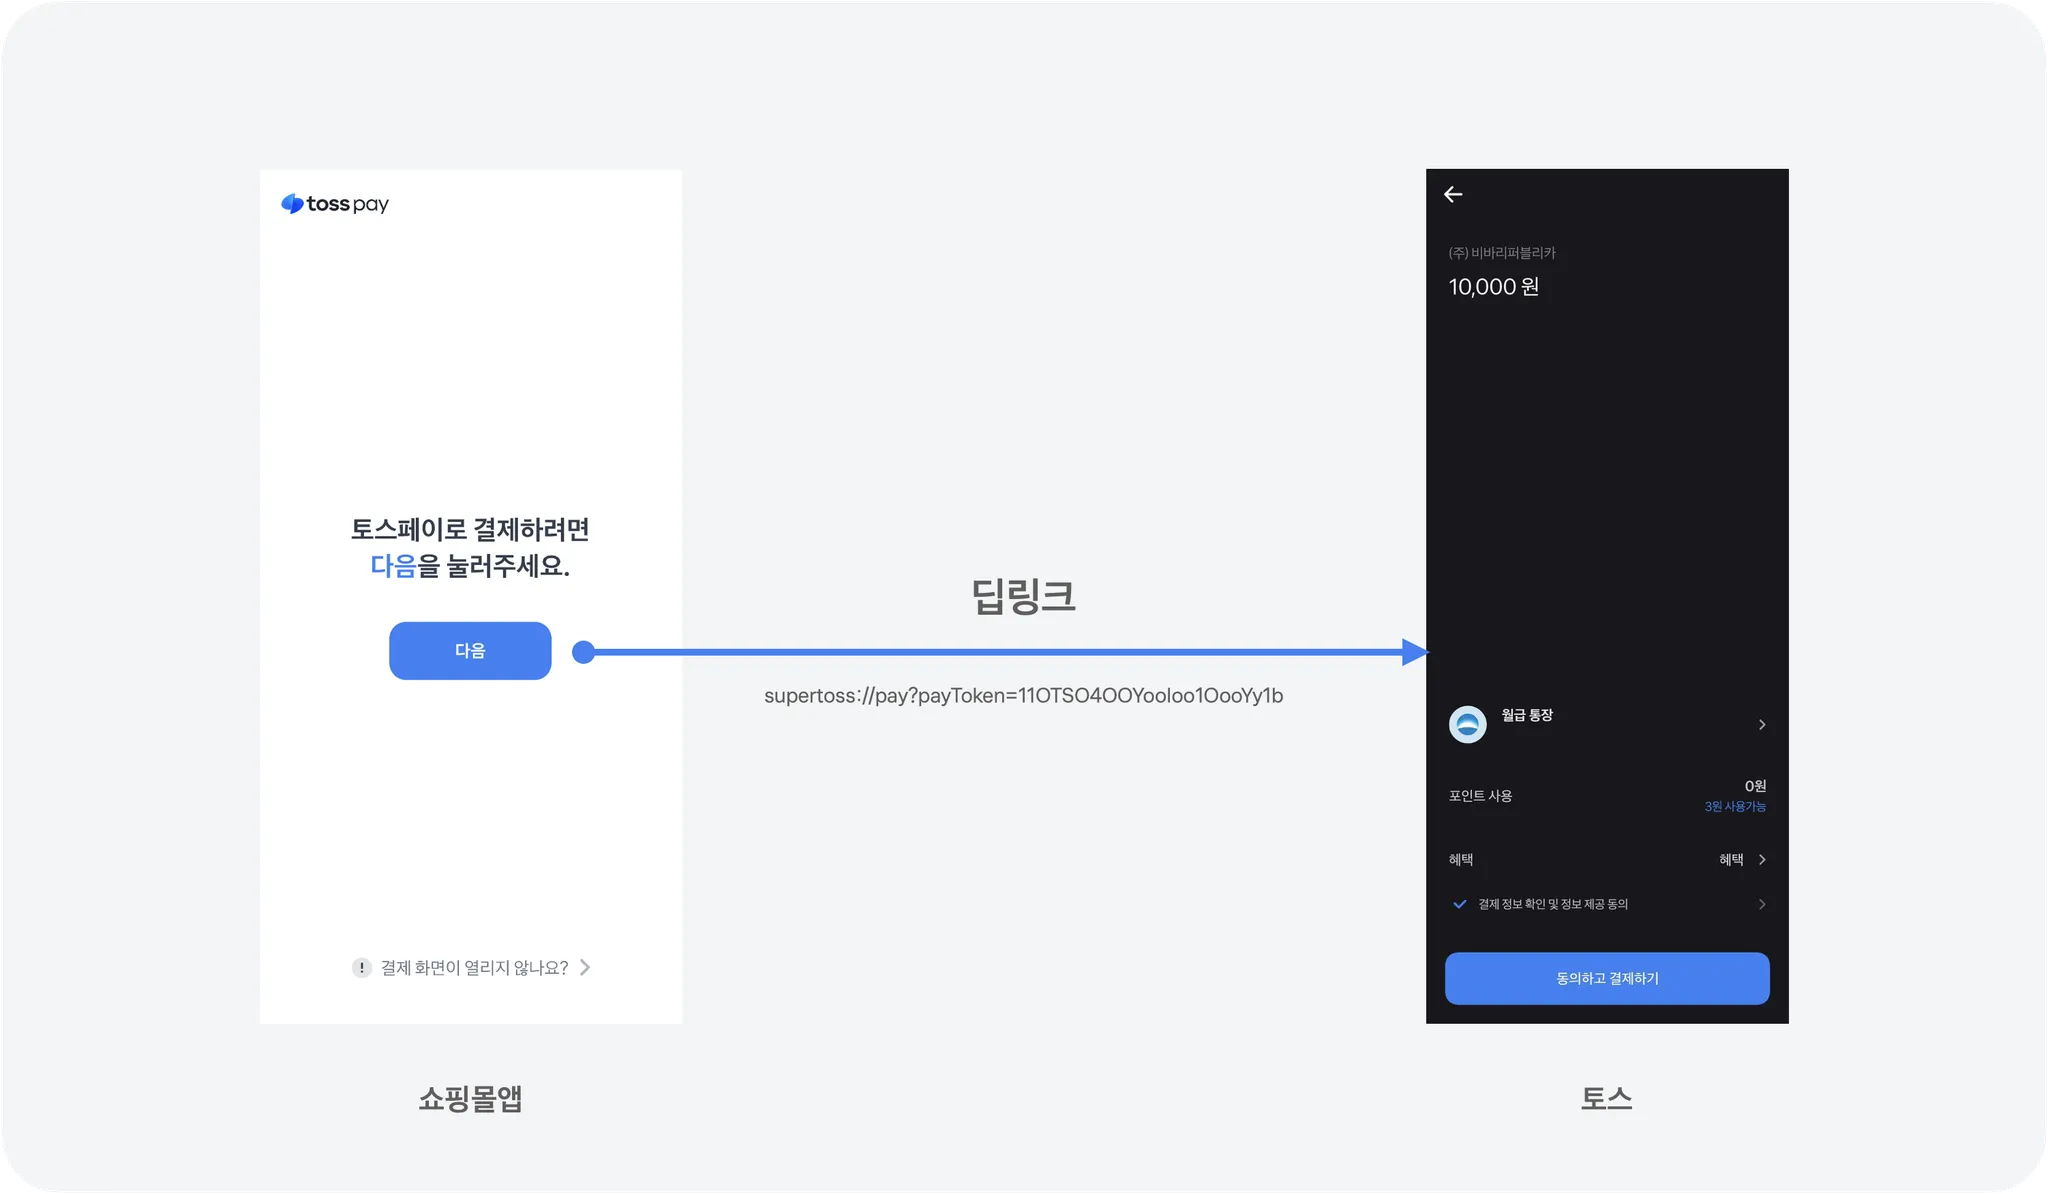 toss pay
토스페이로 결제하려면
다음을 눌러주세요.
다음
! 결제 화면이 열리지 않나요?
쇼핑몰앱
딥링크
supertoss://pay?payToken=11OTSO4OOYooloo1OooYy1b
(주) 비바리퍼블리카
10,000 원
월급 통장
포인트 사용
0원
3원 사용가능
혜택 혜택
결제 정보 확인 및 정보 제공 동의
동의하고 결제하기
토스